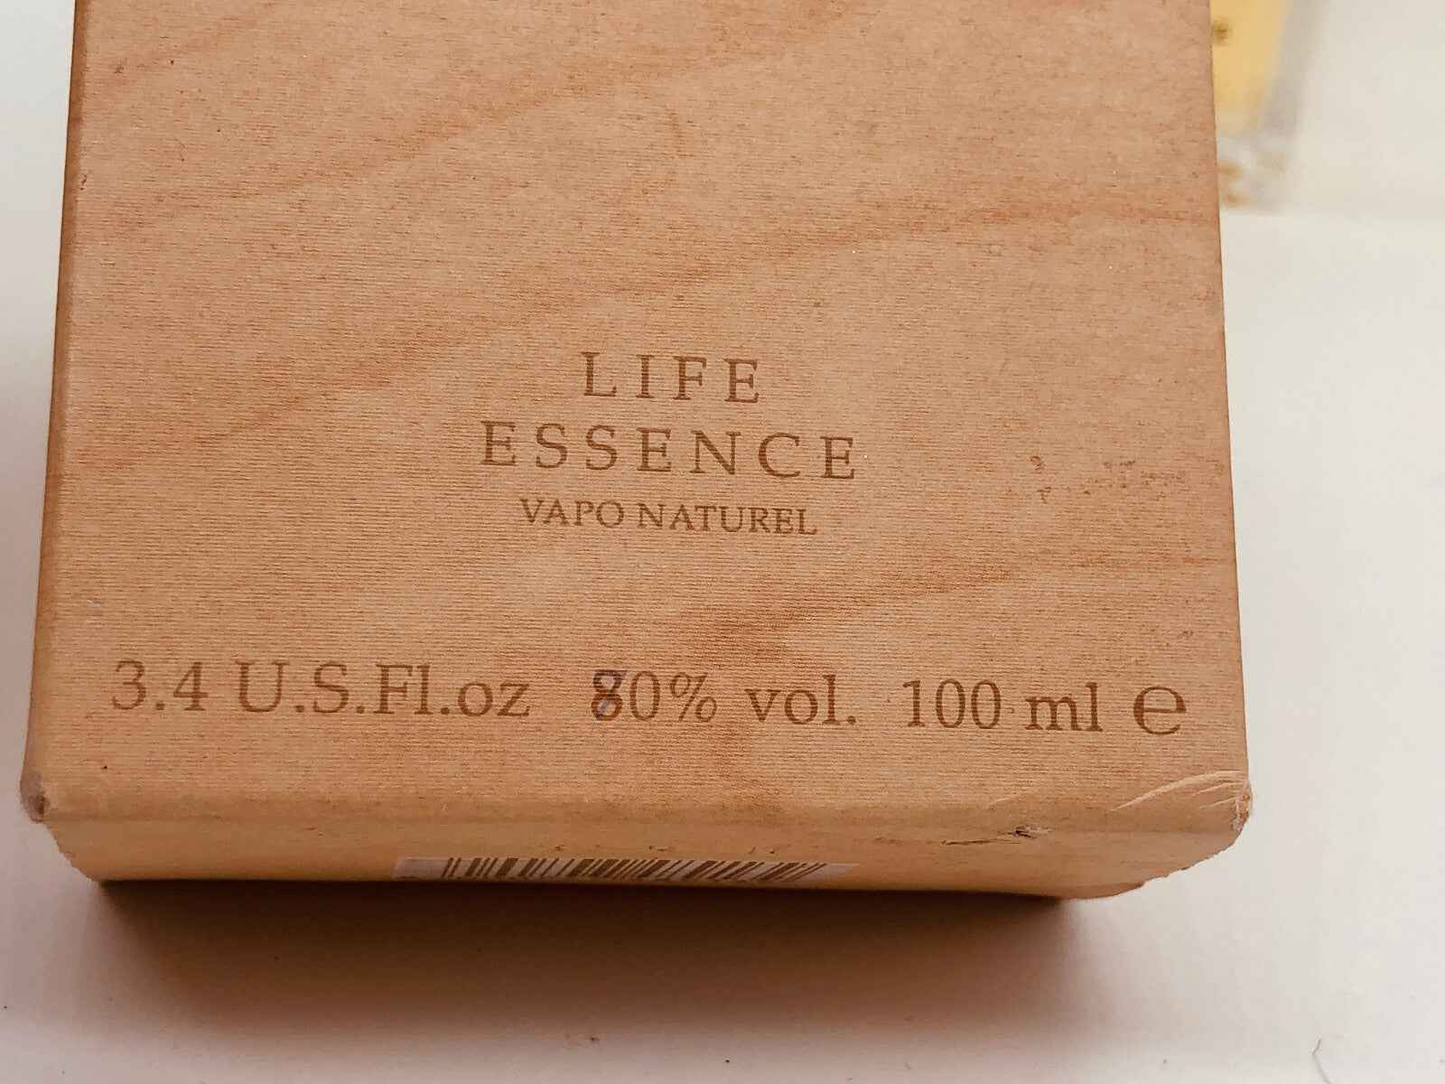 LIFE
ESSENCE
VAPO NATUREL
3.4 U.S.Fl.oz 80% vol. 100 ml ℮